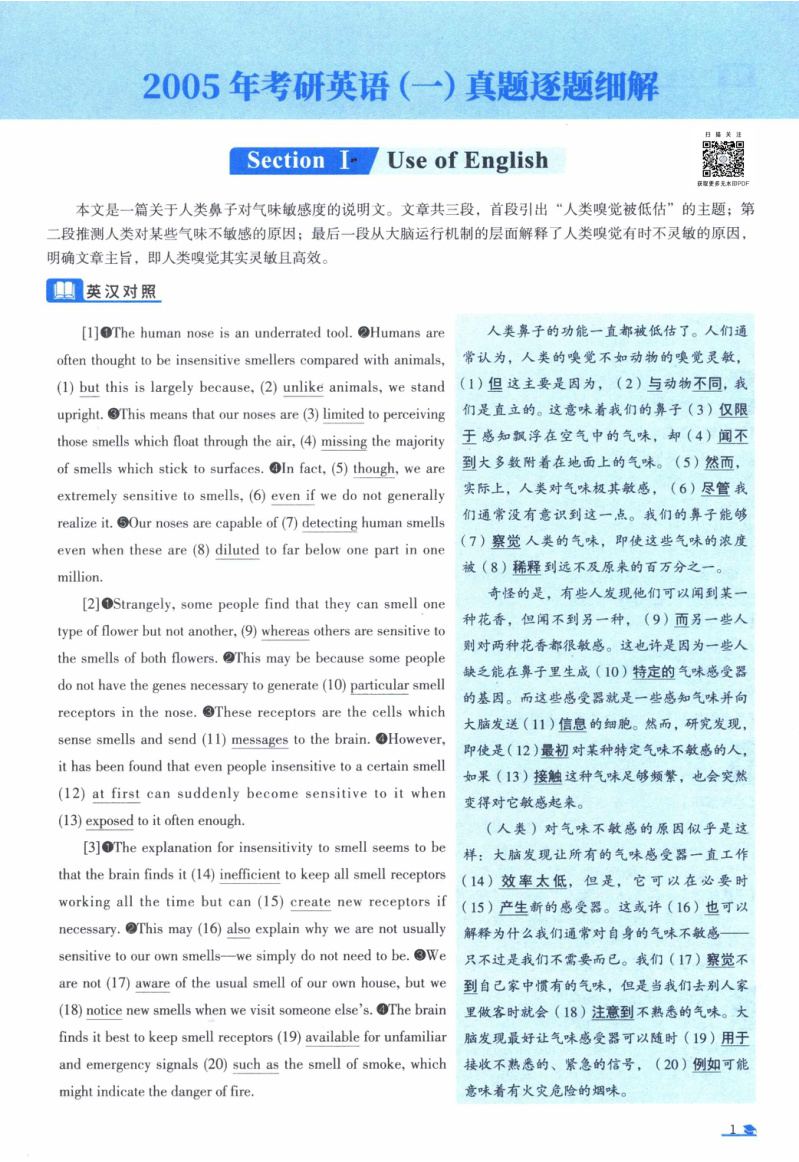 2005 年考研英语（一）真题逐题细解
扫 描 关 注
获取更多无水印PDF
Section Ⅰ Use of English
本文是一篇关于人类鼻子对气味敏感度的说明文。文章共三段，首段引出“人类嗅觉被低估”的主题；第
二段推测人类对某些气味不敏感的原因；最后一段从大脑运行机制的层面解释了人类嗅觉有时不灵敏的原因，
明确文章主旨，即人类嗅觉其实灵敏且高效。
英汉对照
[1]❶The human nose is an underrated tool. ❷Humans are
often thought to be insensitive smellers compared with animals,
(1) but this is largely because, (2) unlike animals, we stand
upright. ❸This means that our noses are (3) limited to perceiving
those smells which float through the air, (4) missing the majority
of smells which stick to surfaces. ❹In fact, (5) though, we are
extremely sensitive to smells, (6) even if we do not generally
realize it. ❺Our noses are capable of (7) detecting human smells
even when these are (8) diluted to far below one part in one
million.
[2]❶Strangely, some people find that they can smell one
type of flower but not another, (9) whereas others are sensitive to
the smells of both flowers. ❷This may be because some people
do not have the genes necessary to generate (10) particular smell
receptors in the nose. ❸These receptors are the cells which
sense smells and send (11) messages to the brain. ❹However,
it has been found that even people insensitive to a certain smell
(12) at first can suddenly become sensitive to it when
(13) exposed to it often enough.
[3]❶The explanation for insensitivity to smell seems to be
that the brain finds it (14) inefficient to keep all smell receptors
working all the time but can (15) create new receptors if
necessary. ❷This may (16) also explain why we are not usually
sensitive to our own smells—we simply do not need to be. ❸We
are not (17) aware of the usual smell of our own house, but we
(18) notice new smells when we visit someone else's. ❹The brain
finds it best to keep smell receptors (19) available for unfamiliar
and emergency signals (20) such as the smell of smoke, which
might indicate the danger of fire.
人类鼻子的功能一直都被低估了。人们通
常认为，人类的嗅觉不如动物的嗅觉灵敏，
（1）但这主要是因为，（2）与动物不同，我
们是直立的。这意味着我们的鼻子（3）仅限
于感知飘浮在空气中的气味，却（4）闻不
到大多数附着在地面上的气味。（5）然而，
实际上，人类对气味极其敏感，（6）尽管我
们通常没有意识到这一点。我们的鼻子能够
（7）察觉人类的气味，即使这些气味的浓度
被（8）稀释到远不及原来的百万分之一。
奇怪的是，有些人发现他们可以闻到某一
种花香，但闻不到另一种，（9）而另一些人
则对两种花香都很敏感。这也许是因为一些人
缺乏能在鼻子里生成（10）特定的气味感受器
的基因。而这些感受器就是一些感知气味并向
大脑发送（11）信息的细胞。然而，研究发现，
即使是（12）最初对某种特定气味不敏感的人，
如果（13）接触这种气味足够频繁，也会突然
变得对它敏感起来。
（人类）对气味不敏感的原因似乎是这
样：大脑发现让所有的气味感受器一直工作
（14）效率太低，但是，它可以在必要时
（15）产生新的感受器。这或许（16）也可以
解释为什么我们通常对自身的气味不敏感——
只不过是我们不需要而已。我们（17）察觉不
到自己家中惯有的气味，但是当我们去别人家
里做客时就会（18）注意到不熟悉的气味。大
脑发现最好让气味感受器可以随时（19）用于
接收不熟悉的、紧急的信号，（20）例如可能
意味着有火灾危险的烟味。
1